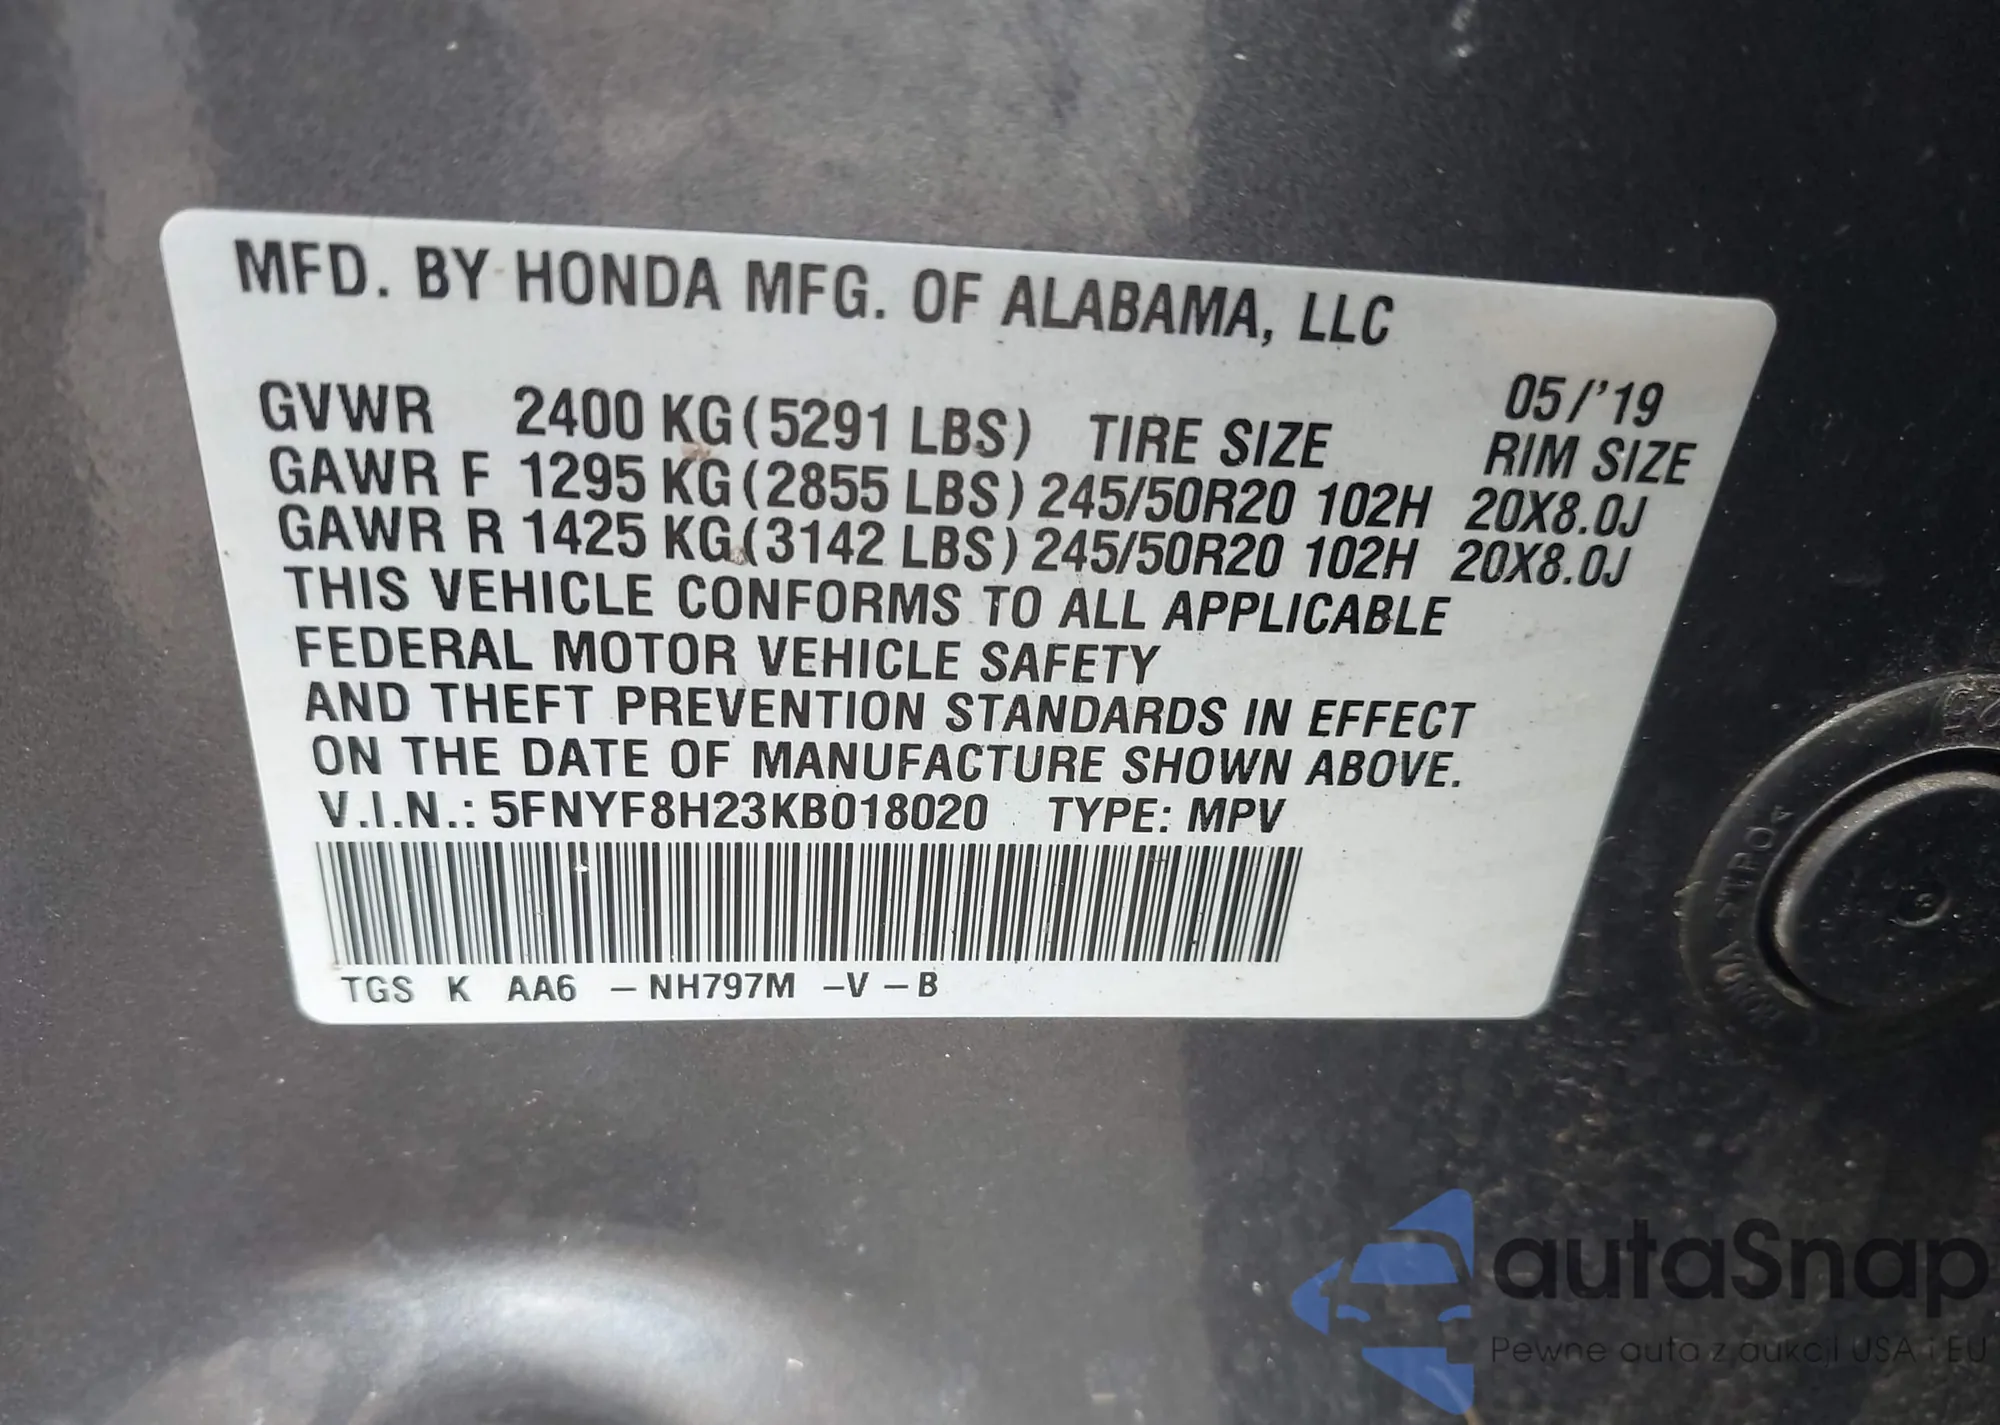 MFD. BY HONDA MFG. OF ALABAMA, LLC
05/'19
GVWR 2400 KG (5291 LBS) TIRE SIZE RIM SIZE
GAWR F 1295 KG (2855 LBS) 245/50R20 102H 20X8.0J
GAWR R 1425 KG (3142 LBS) 245/50R20 102H 20X8.0J
THIS VEHICLE CONFORMS TO ALL APPLICABLE
FEDERAL MOTOR VEHICLE SAFETY
AND THEFT PREVENTION STANDARDS IN EFFECT
ON THE DATE OF MANUFACTURE SHOWN ABOVE.
V.I.N.: 5FNYF8H23KB018020 TYPE: MPV
TGS K AA6 – NH797M –V – B
autaSnap
Pewne auta z aukcji USA i EU